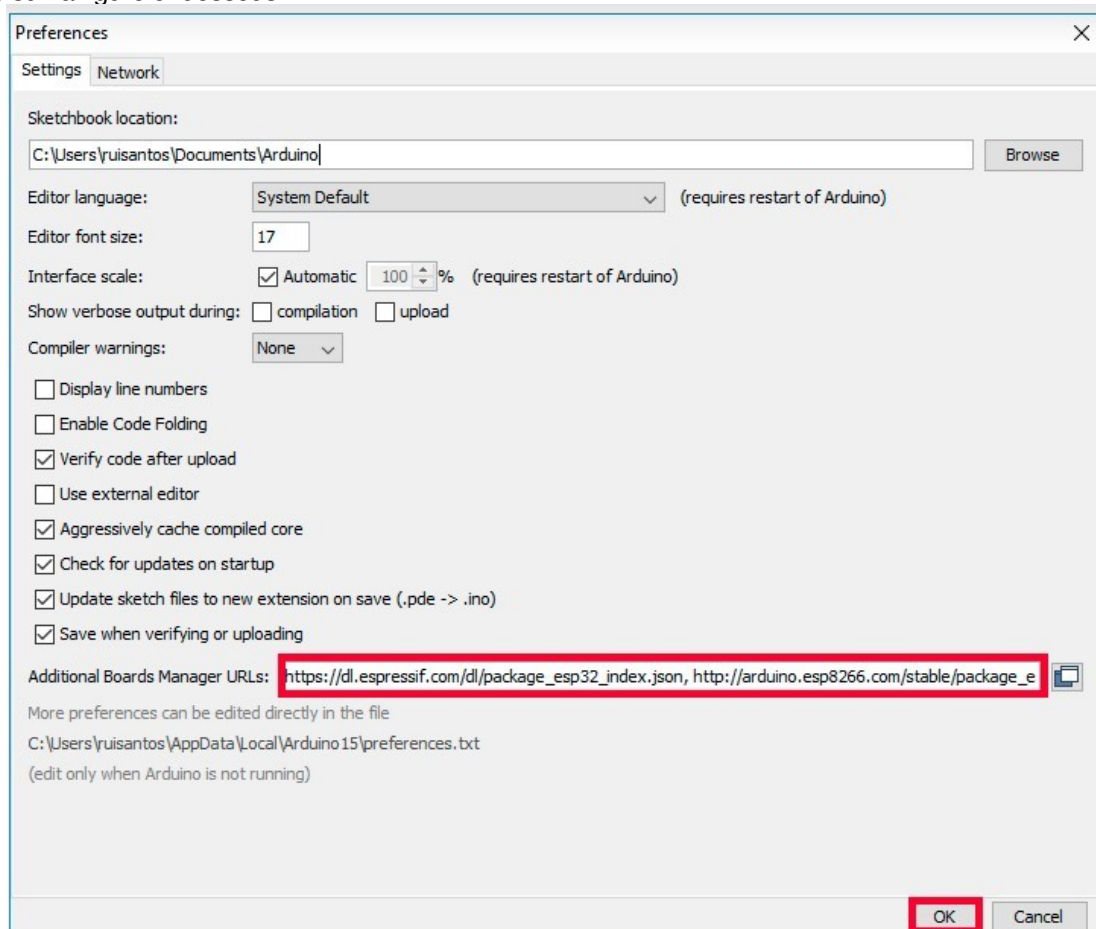 Preferences
Settings Network
Sketchbook location:
C:\Users\ruisantos\Documents\Arduino Browse
Editor language: System Default (requires restart of Arduino)
Editor font size: 17
Interface scale: Automatic 100 % (requires restart of Arduino)
Show verbose output during: compilation upload
Compiler warnings: None
Display line numbers
Enable Code Folding
Verify code after upload
Use external editor
Aggressively cache compiled core
Check for updates on startup
Update sketch files to new extension on save (.pde -> .ino)
Save when verifying or uploading
Additional Boards Manager URLs: https://dl.espressif.com/dl/package_esp32_index.json, http://arduino.esp8266.com/stable/package_e
More preferences can be edited directly in the file
C:\Users\ruisantos\AppData\Local\Arduino15\preferences.txt
(edit only when Arduino is not running)
OK Cancel